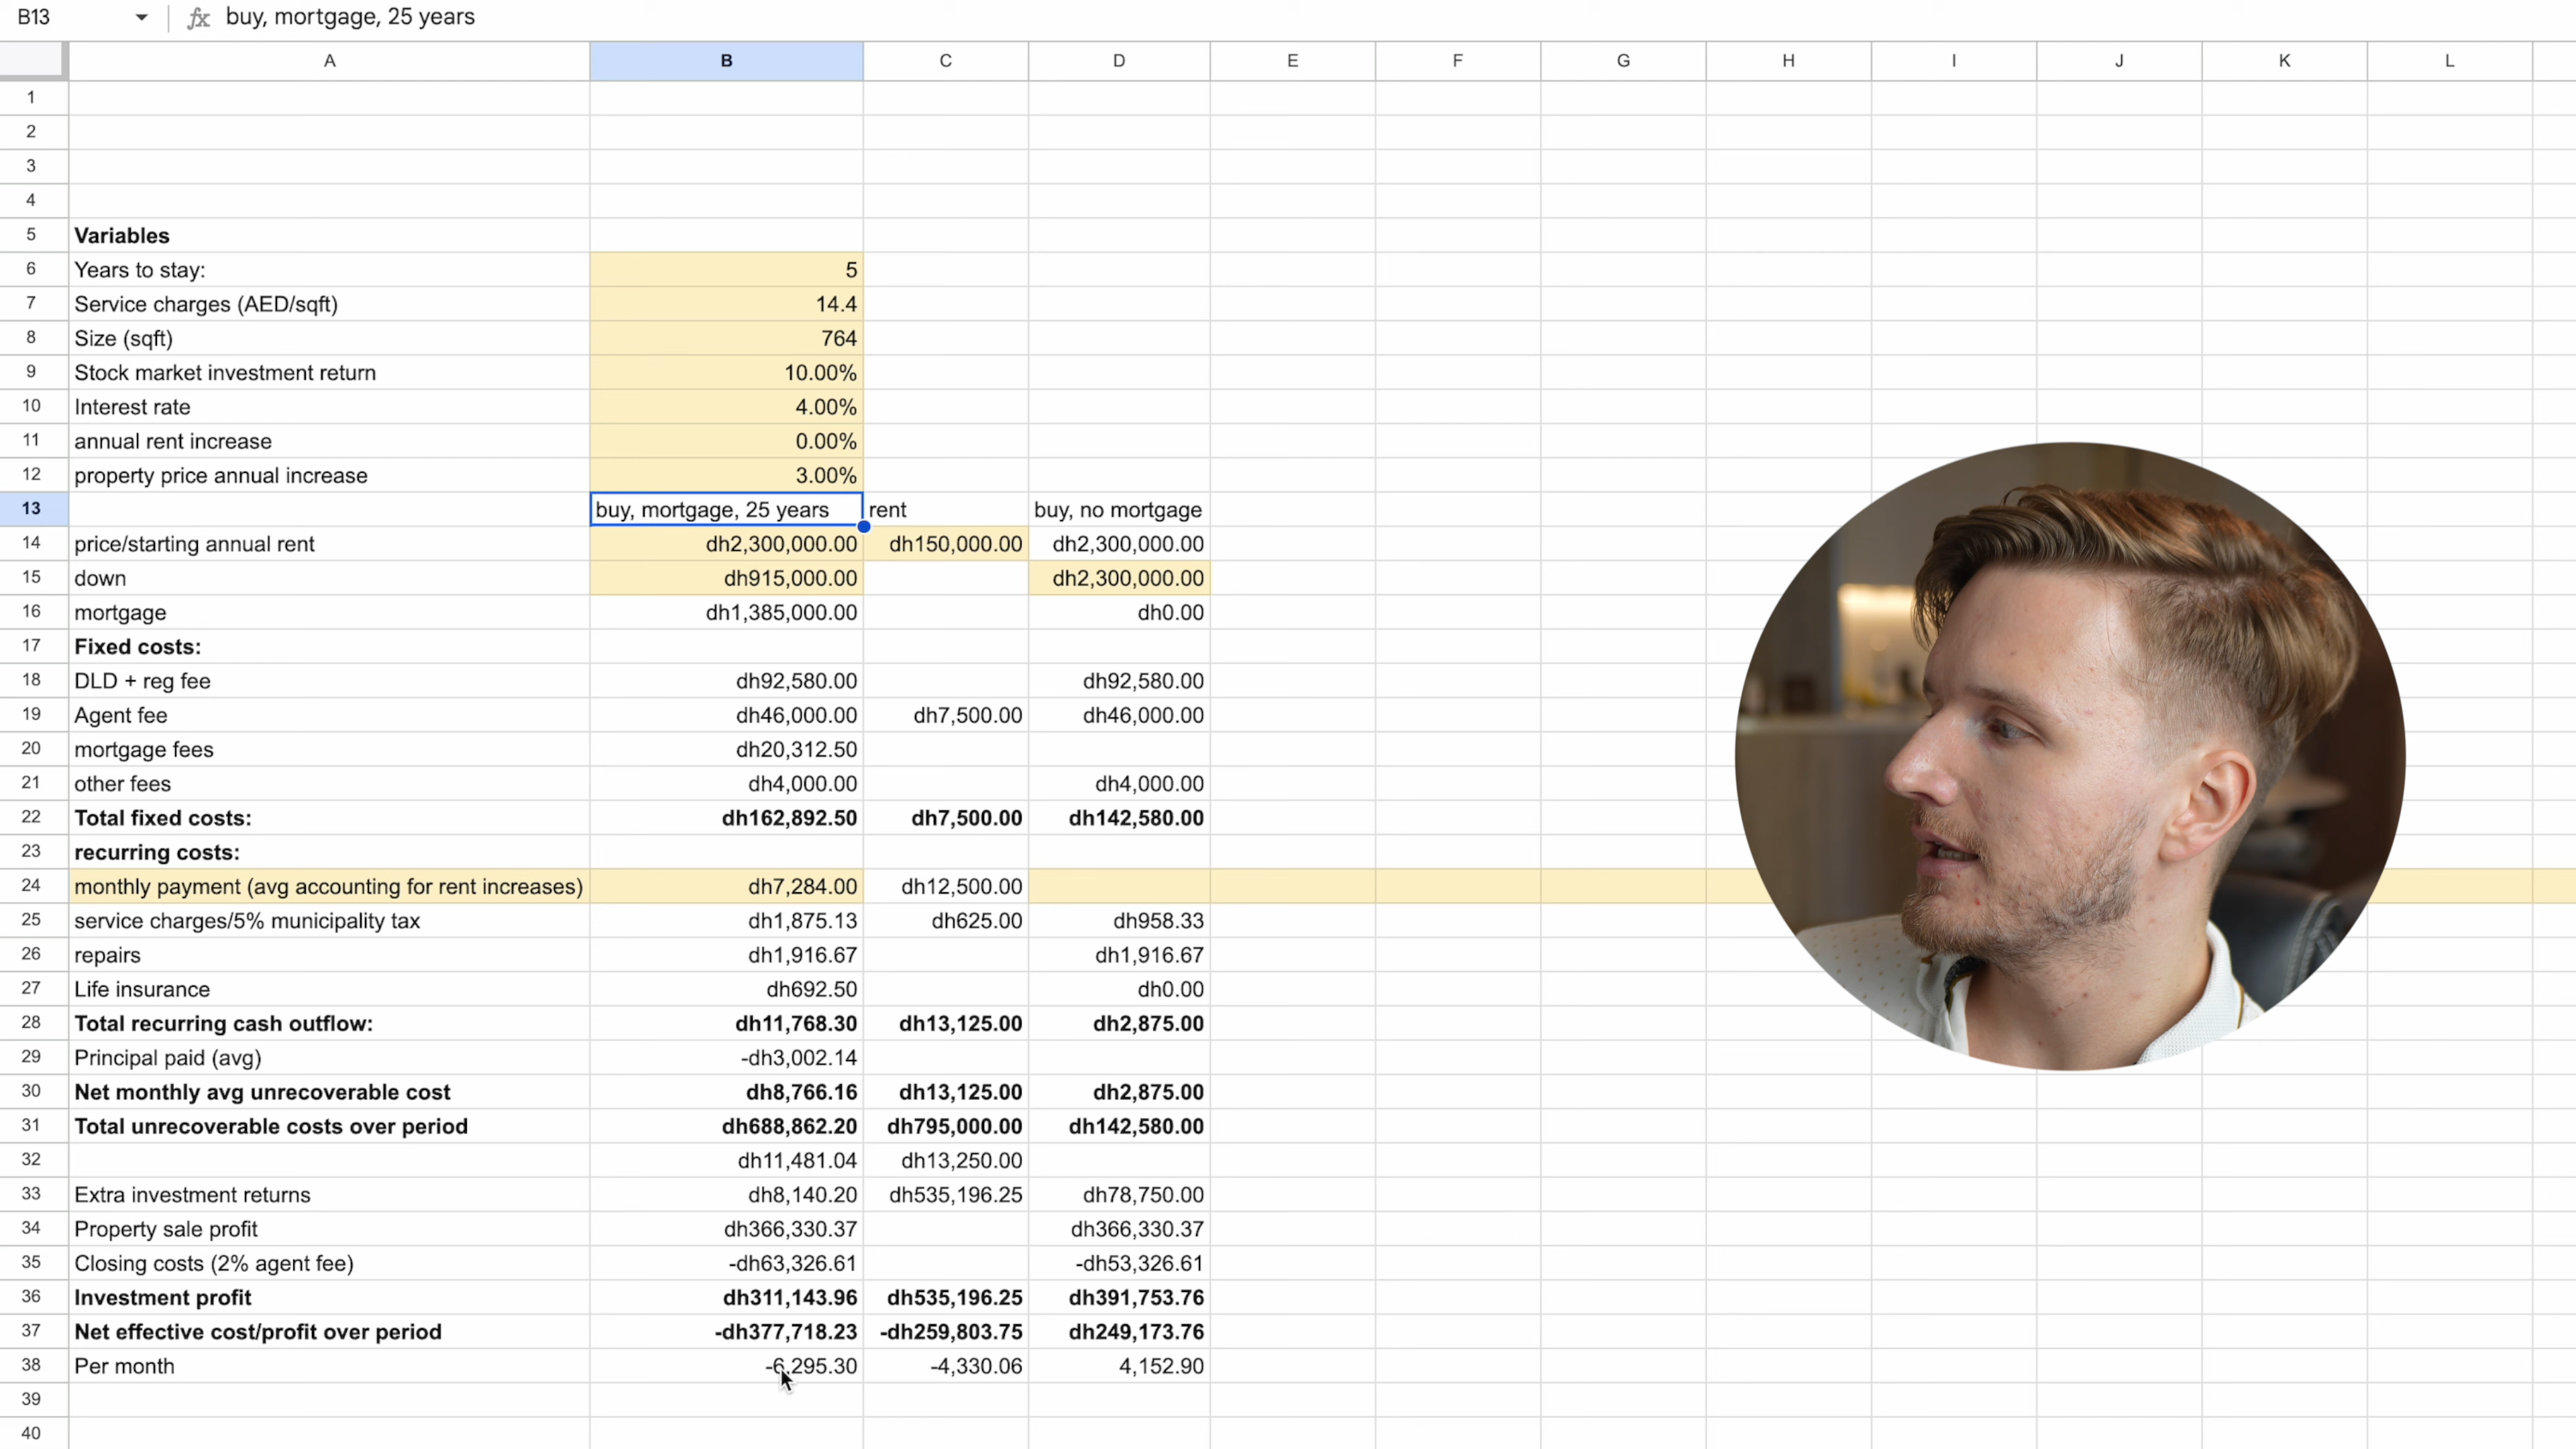 B13 fx buy, mortgage, 25 years
A B C D E F G H I J K L
1
2
3
4
5 Variables
6 Years to stay: 5
7 Service charges (AED/sqft) 14.4
8 Size (sqft) 764
9 Stock market investment return 10.00%
10 Interest rate 4.00%
11 annual rent increase 0.00%
12 property price annual increase 3.00%
13 buy, mortgage, 25 years rent buy, no mortgage
14 price/starting annual rent dh2,300,000.00 dh150,000.00 dh2,300,000.00
15 down dh915,000.00 dh2,300,000.00
16 mortgage dh1,385,000.00 dh0.00
17 Fixed costs:
18 DLD + reg fee dh92,580.00 dh92,580.00
19 Agent fee dh46,000.00 dh7,500.00 dh46,000.00
20 mortgage fees dh20,312.50
21 other fees dh4,000.00 dh4,000.00
22 Total fixed costs: dh162,892.50 dh7,500.00 dh142,580.00
23 recurring costs:
24 monthly payment (avg accounting for rent increases) dh7,284.00 dh12,500.00
25 service charges/5% municipality tax dh1,875.13 dh625.00 dh958.33
26 repairs dh1,916.67 dh1,916.67
27 Life insurance dh692.50 dh0.00
28 Total recurring cash outflow: dh11,768.30 dh13,125.00 dh2,875.00
29 Principal paid (avg) -dh3,002.14
30 Net monthly avg unrecoverable cost dh8,766.16 dh13,125.00 dh2,875.00
31 Total unrecoverable costs over period dh688,862.20 dh795,000.00 dh142,580.00
32 dh11,481.04 dh13,250.00
33 Extra investment returns dh8,140.20 dh535,196.25 dh78,750.00
34 Property sale profit dh366,330.37 dh366,330.37
35 Closing costs (2% agent fee) -dh63,326.61 -dh53,326.61
36 Investment profit dh311,143.96 dh535,196.25 dh391,753.76
37 Net effective cost/profit over period -dh377,718.23 -dh259,803.75 dh249,173.76
38 Per month -6,295.30 -4,330.06 4,152.90
39
40